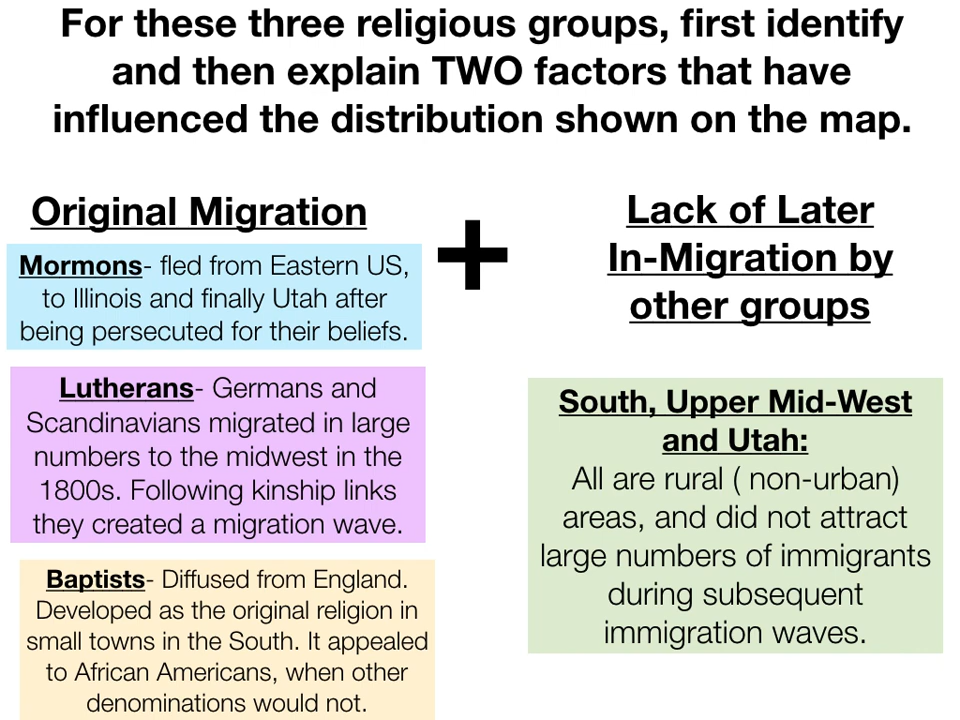 For these three religious groups, first identify
and then explain TWO factors that have
influenced the distribution shown on the map.
Original Migration
Mormons- fled from Eastern US,
to Illinois and finally Utah after
being persecuted for their beliefs.
Lutherans- Germans and
Scandinavians migrated in large
numbers to the midwest in the
1800s. Following kinship links
they created a migration wave.
Baptists- Diffused from England.
Developed as the original religion in
small towns in the South. It appealed
to African Americans, when other
denominations would not.
+
Lack of Later
In-Migration by
other groups
South, Upper Mid-West
and Utah:
All are rural ( non-urban)
areas, and did not attract
large numbers of immigrants
during subsequent
immigration waves.